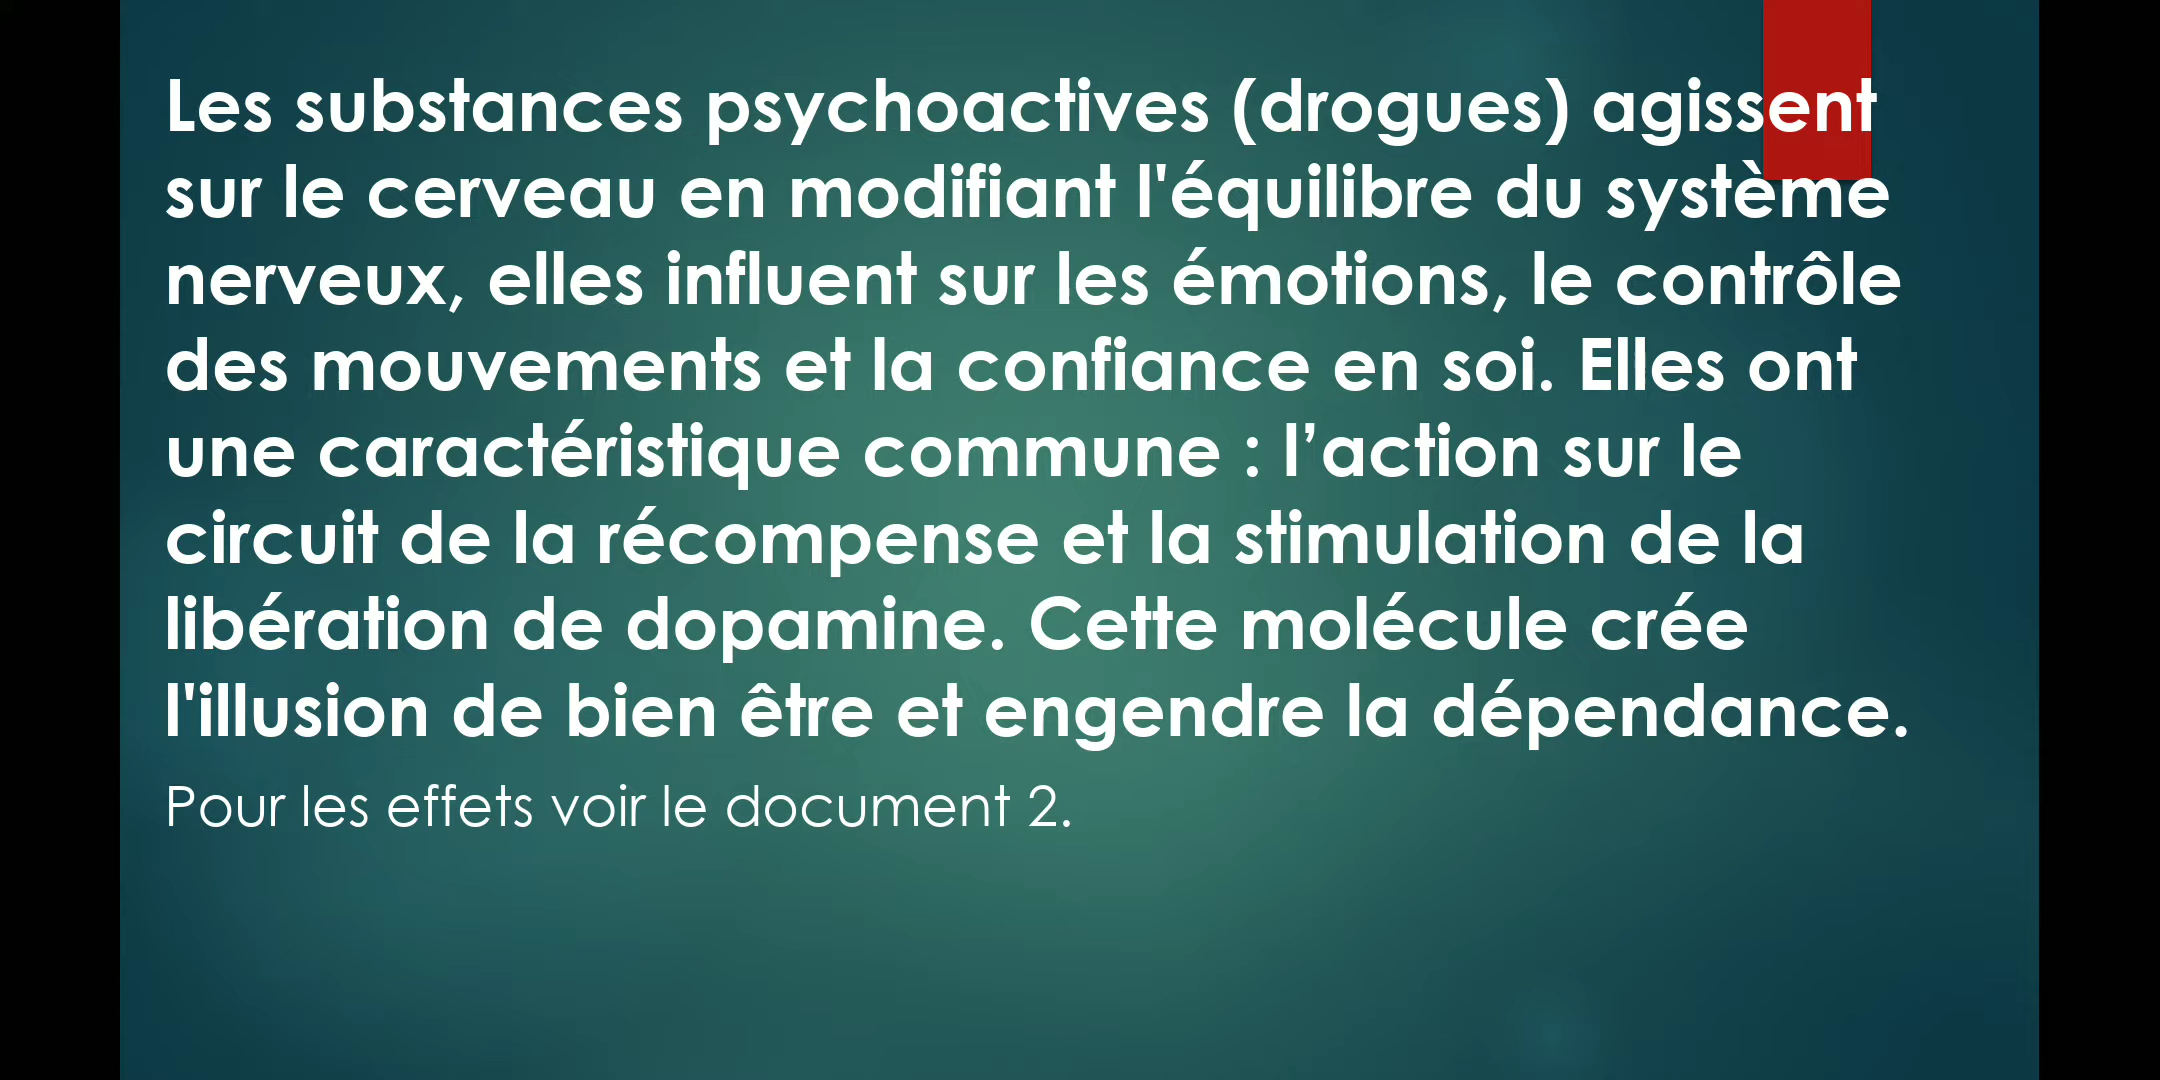 Les substances psychoactives (drogues) agissent
sur le cerveau en modifiant l'équilibre du système
nerveux, elles influent sur les émotions, le contrôle
des mouvements et la confiance en soi. Elles ont
une caractéristique commune : l’action sur le
circuit de la récompense et la stimulation de la
libération de dopamine. Cette molécule crée
l'illusion de bien être et engendre la dépendance.
Pour les effets voir le document 2.